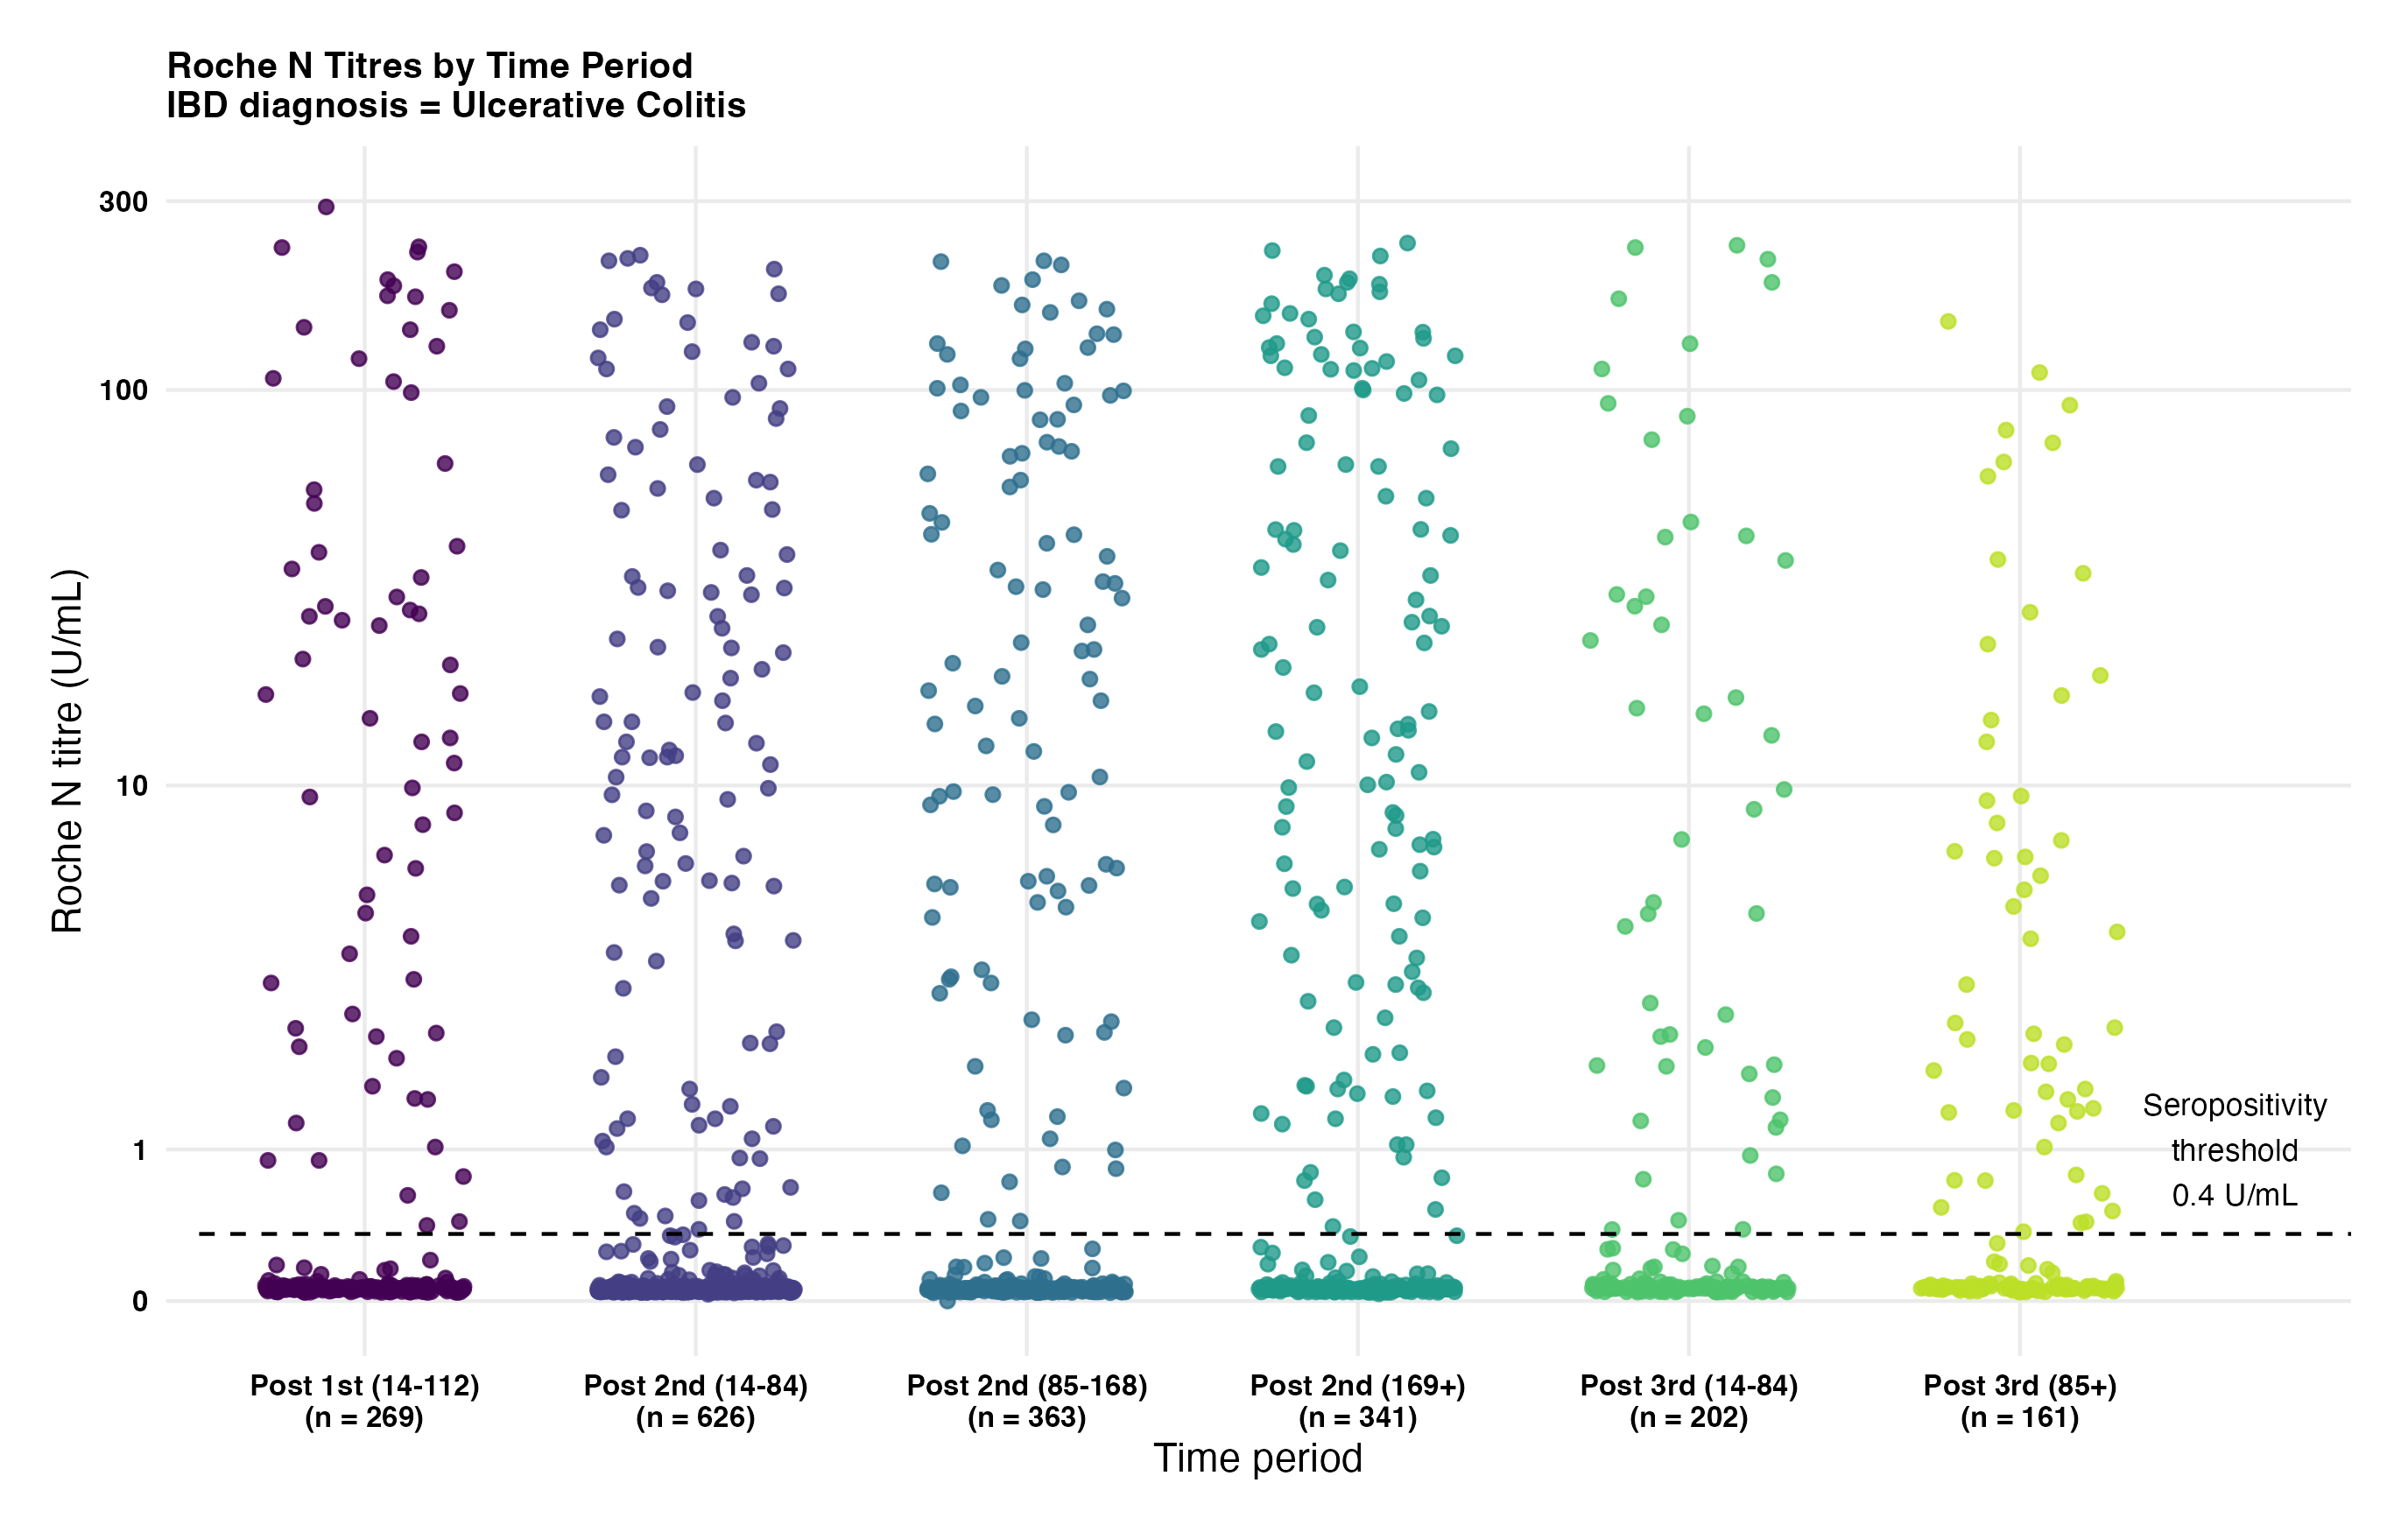 Roche N Titres by Time Period
IBD diagnosis = Ulcerative Colitis
300
100
10
1
0
Roche N titre (U/mL)
Seropositivity
threshold
0.4 U/mL
Post 1st (14-112)
(n = 269)
Post 2nd (14-84)
(n = 626)
Post 2nd (85-168)
(n = 363)
Post 2nd (169+)
(n = 341)
Post 3rd (14-84)
(n = 202)
Post 3rd (85+)
(n = 161)
Time period